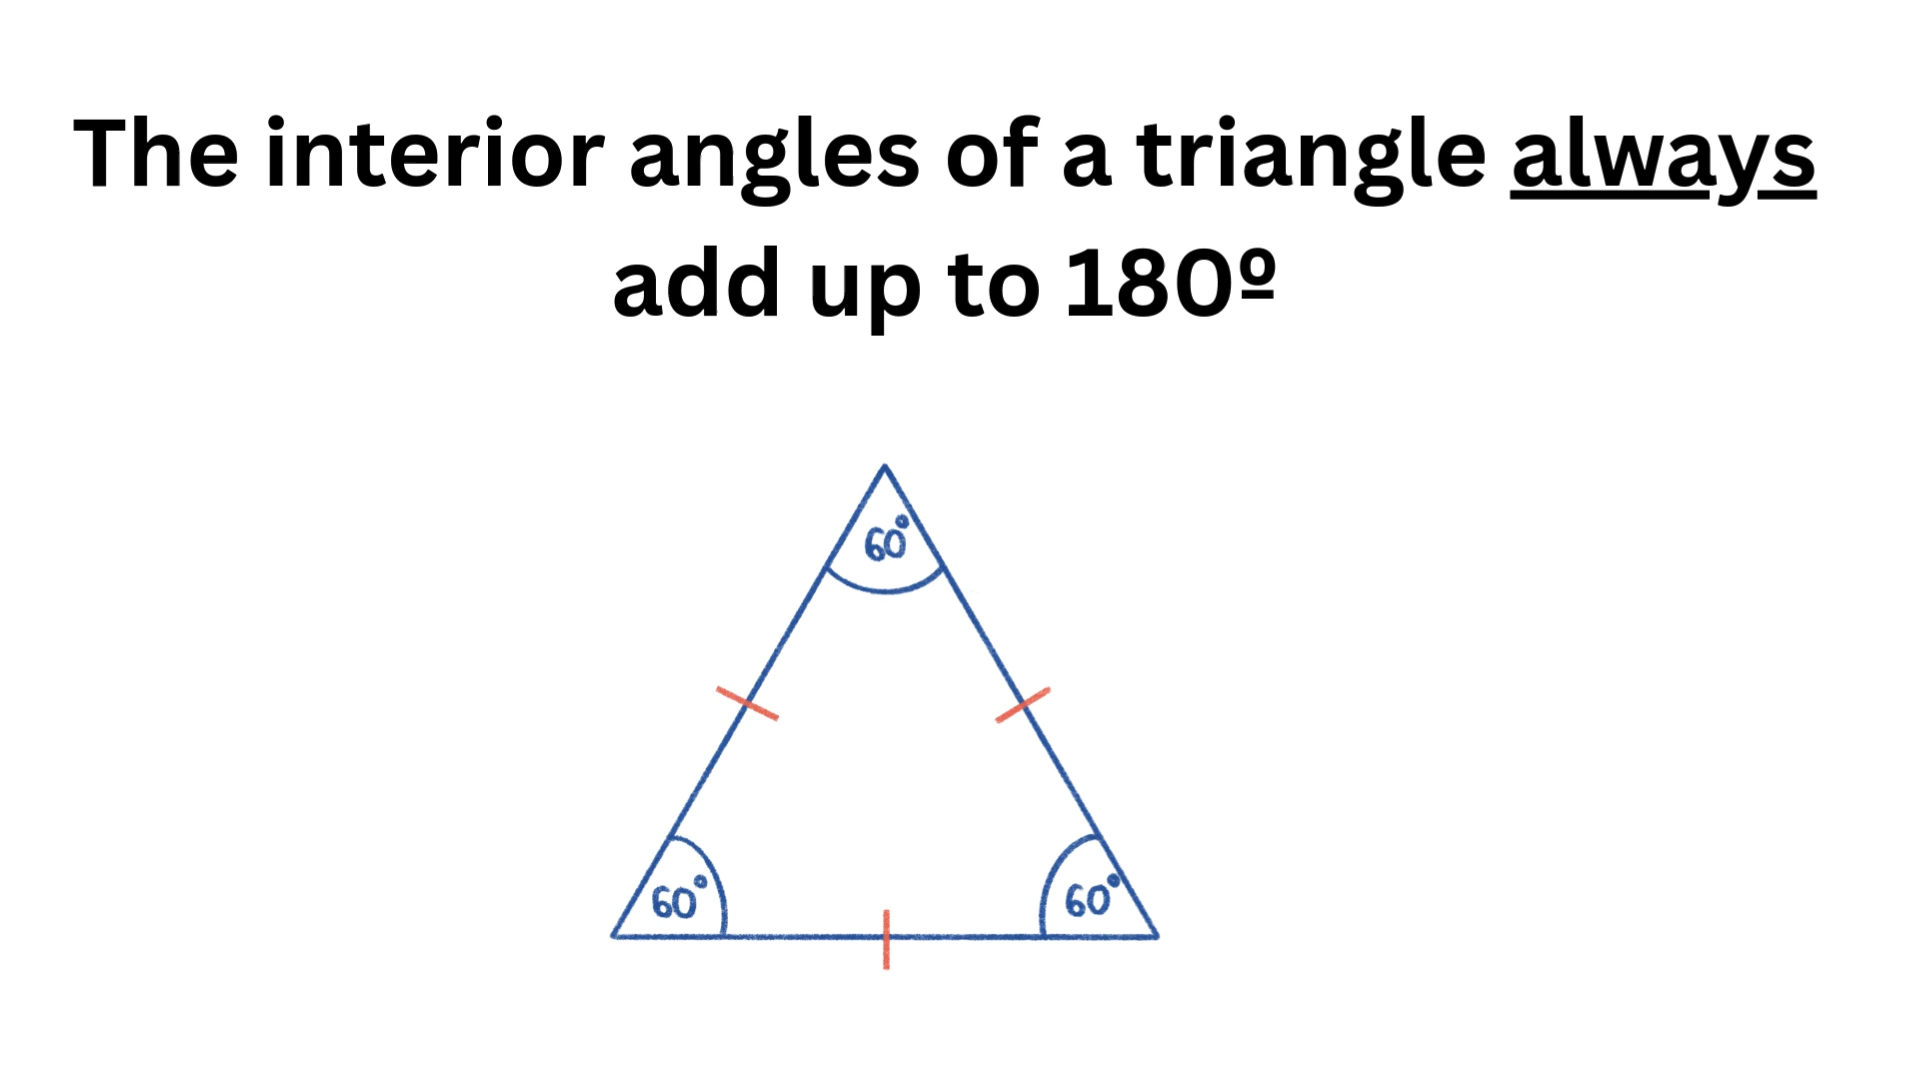 The interior angles of a triangle always
add up to 180º
60°
60°
60°